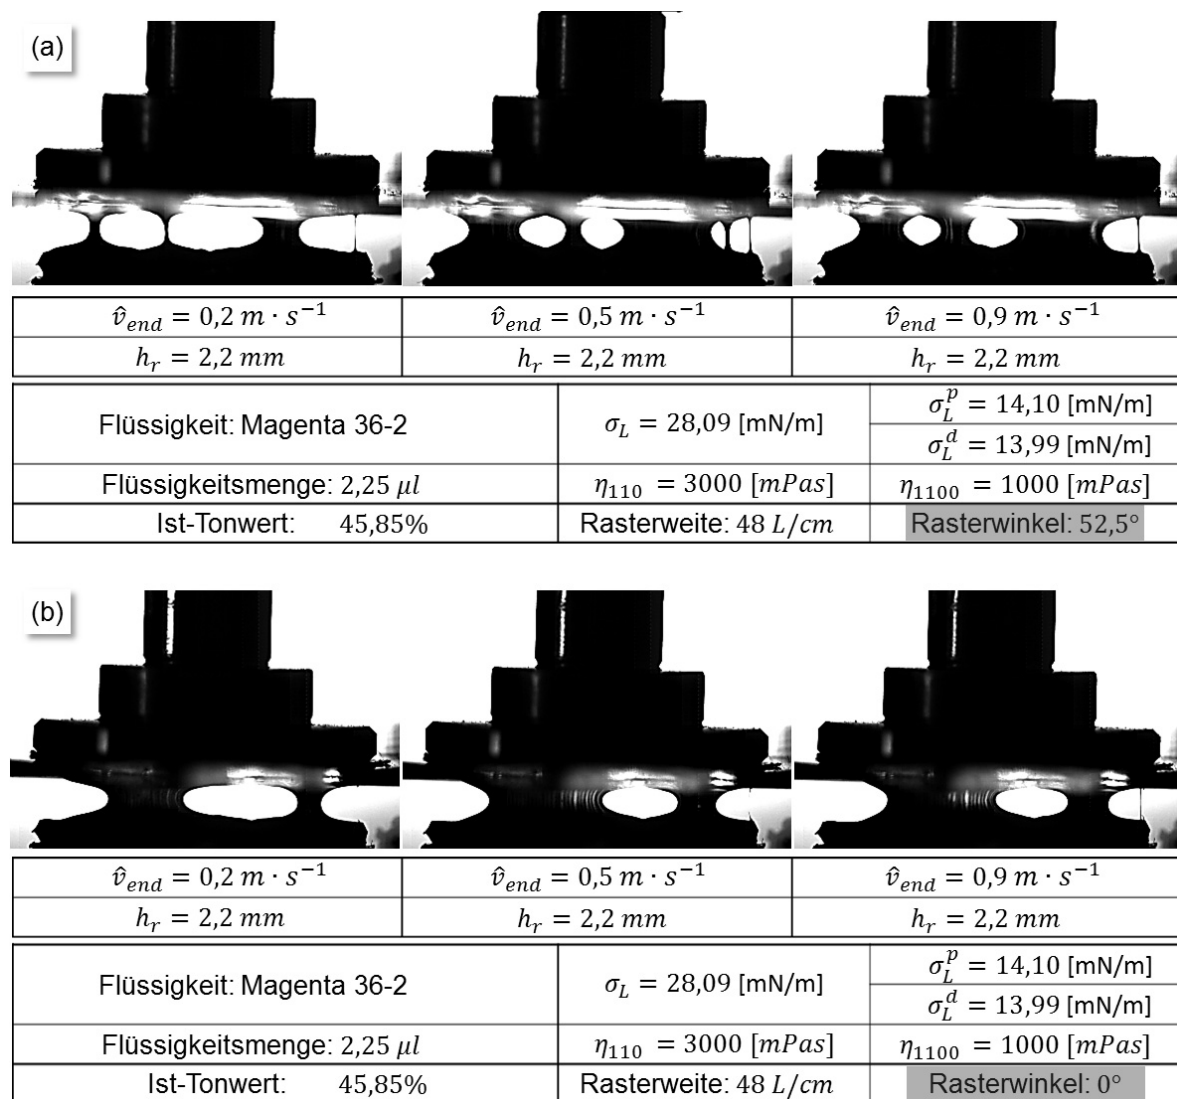 (a)
v̂_end = 0,2 m · s⁻¹ v̂_end = 0,5 m · s⁻¹ v̂_end = 0,9 m · s⁻¹
h_r = 2,2 mm h_r = 2,2 mm h_r = 2,2 mm
Flüssigkeit: Magenta 36-2 σ_L = 28,09 [mN/m] σ_L^p = 14,10 [mN/m]
σ_L^d = 13,99 [mN/m]
Flüssigkeitsmenge: 2,25 μl η₁₁₀ = 3000 [mPas] η₁₁₀₀ = 1000 [mPas]
Ist-Tonwert: 45,85% Rasterweite: 48 L/cm Rasterwinkel: 52,5°
(b)
v̂_end = 0,2 m · s⁻¹ v̂_end = 0,5 m · s⁻¹ v̂_end = 0,9 m · s⁻¹
h_r = 2,2 mm h_r = 2,2 mm h_r = 2,2 mm
Flüssigkeit: Magenta 36-2 σ_L = 28,09 [mN/m] σ_L^p = 14,10 [mN/m]
σ_L^d = 13,99 [mN/m]
Flüssigkeitsmenge: 2,25 μl η₁₁₀ = 3000 [mPas] η₁₁₀₀ = 1000 [mPas]
Ist-Tonwert: 45,85% Rasterweite: 48 L/cm Rasterwinkel: 0°